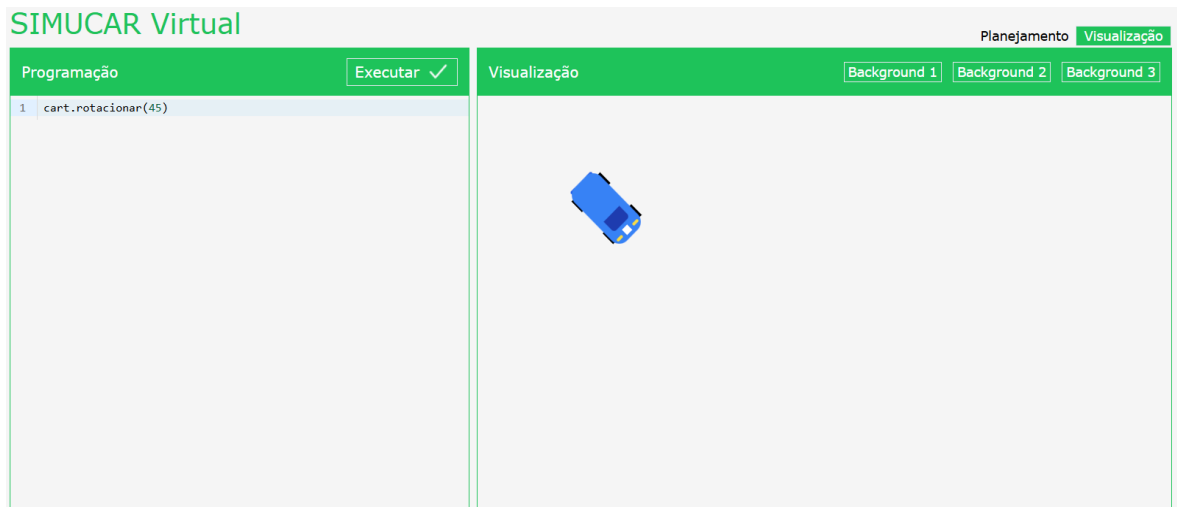 SIMUCAR Virtual
Planejamento Visualização
Programação Executar
Visualização Background 1 Background 2 Background 3
1 cart.rotacionar(45)